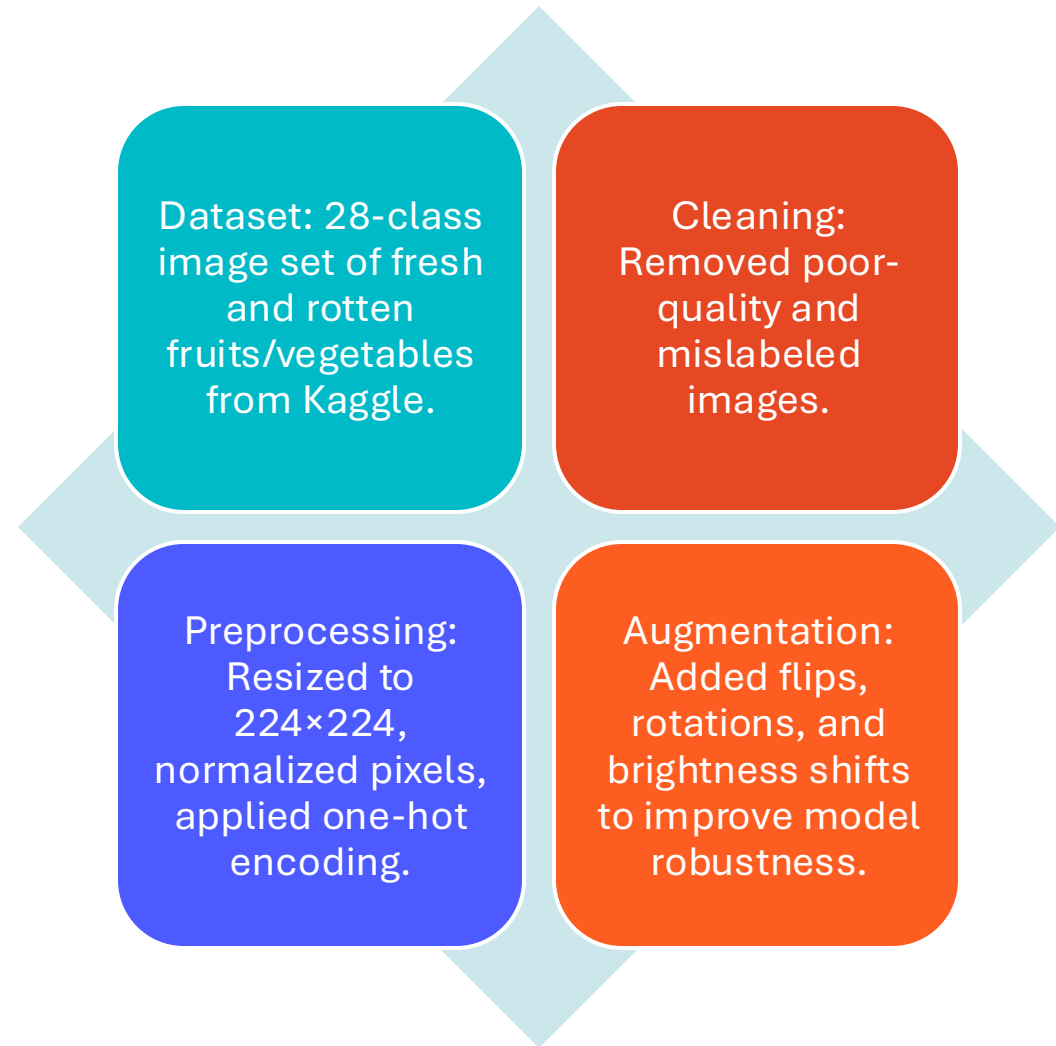 Dataset: 28-class
image set of fresh
and rotten
fruits/vegetables
from Kaggle.
Cleaning:
Removed poor-
quality and
mislabeled
images.
Preprocessing:
Resized to
224×224,
normalized pixels,
applied one-hot
encoding.
Augmentation:
Added flips,
rotations, and
brightness shifts
to improve model
robustness.